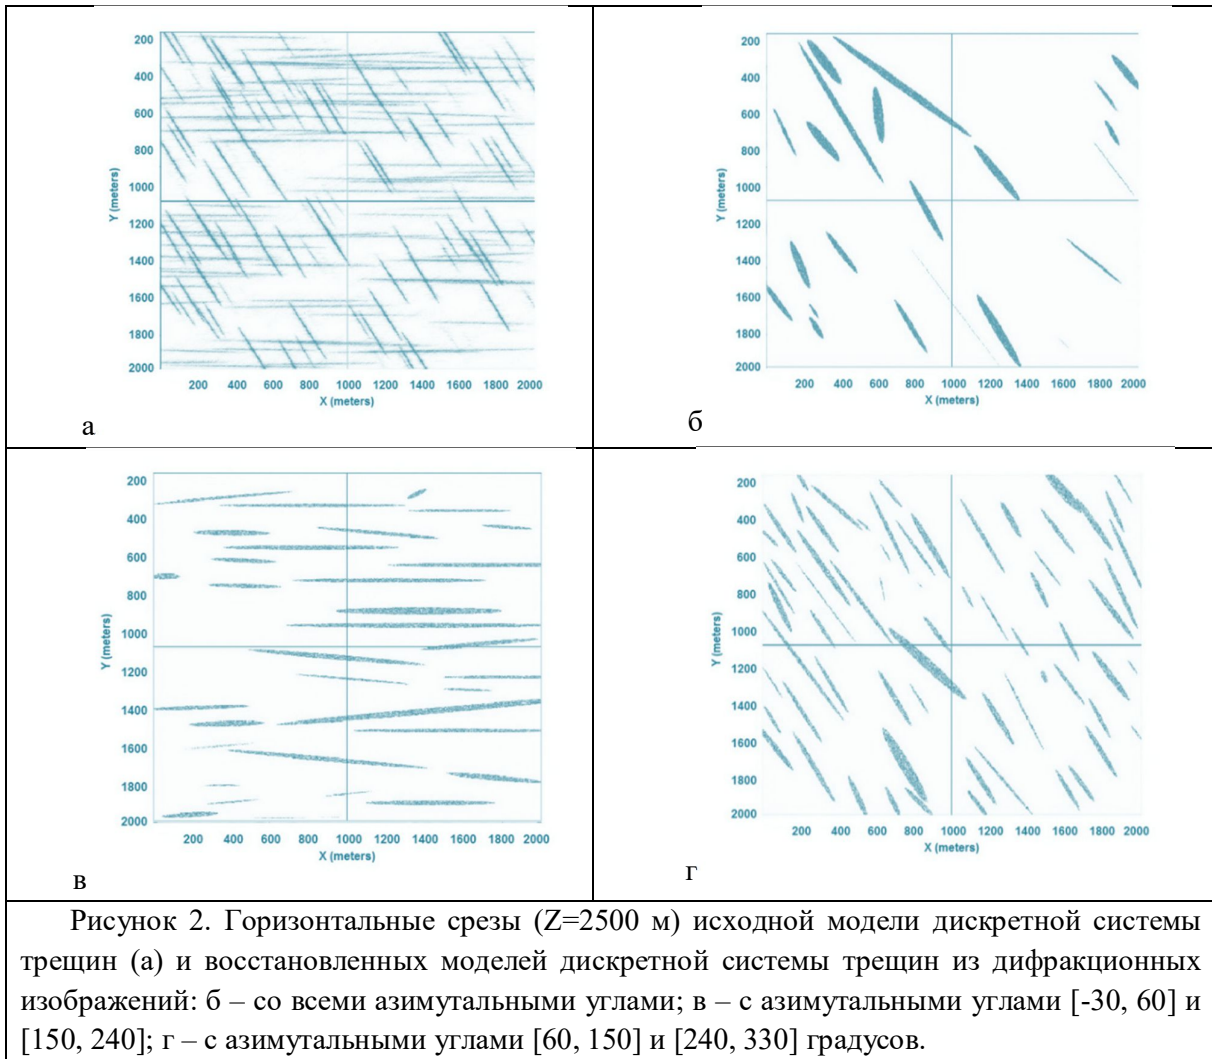 200
400
600
800
1000
1200
1400
1600
1800
2000
Y (meters)
200 400 600 800 1000 1200 1400 1600 1800 2000
X (meters)
а
200
400
600
800
1000
1200
1400
1600
1800
2000
Y (meters)
200 400 600 800 1000 1200 1400 1600 1800 2000
X (meters)
б
200
400
600
800
1000
1200
1400
1600
1800
2000
Y (meters)
200 400 600 800 1000 1200 1400 1600 1800 2000
X (meters)
в
200
400
600
800
1000
1200
1400
1600
1800
2000
Y (meters)
200 400 600 800 1000 1200 1400 1600 1800 2000
X (meters)
г
Рисунок 2. Горизонтальные срезы (Z=2500 м) исходной модели дискретной системы
трещин (а) и восстановленных моделей дискретной системы трещин из дифракционных
изображений: б – со всеми азимутальными углами; в – с азимутальными углами [-30, 60] и
[150, 240]; г – с азимутальными углами [60, 150] и [240, 330] градусов.